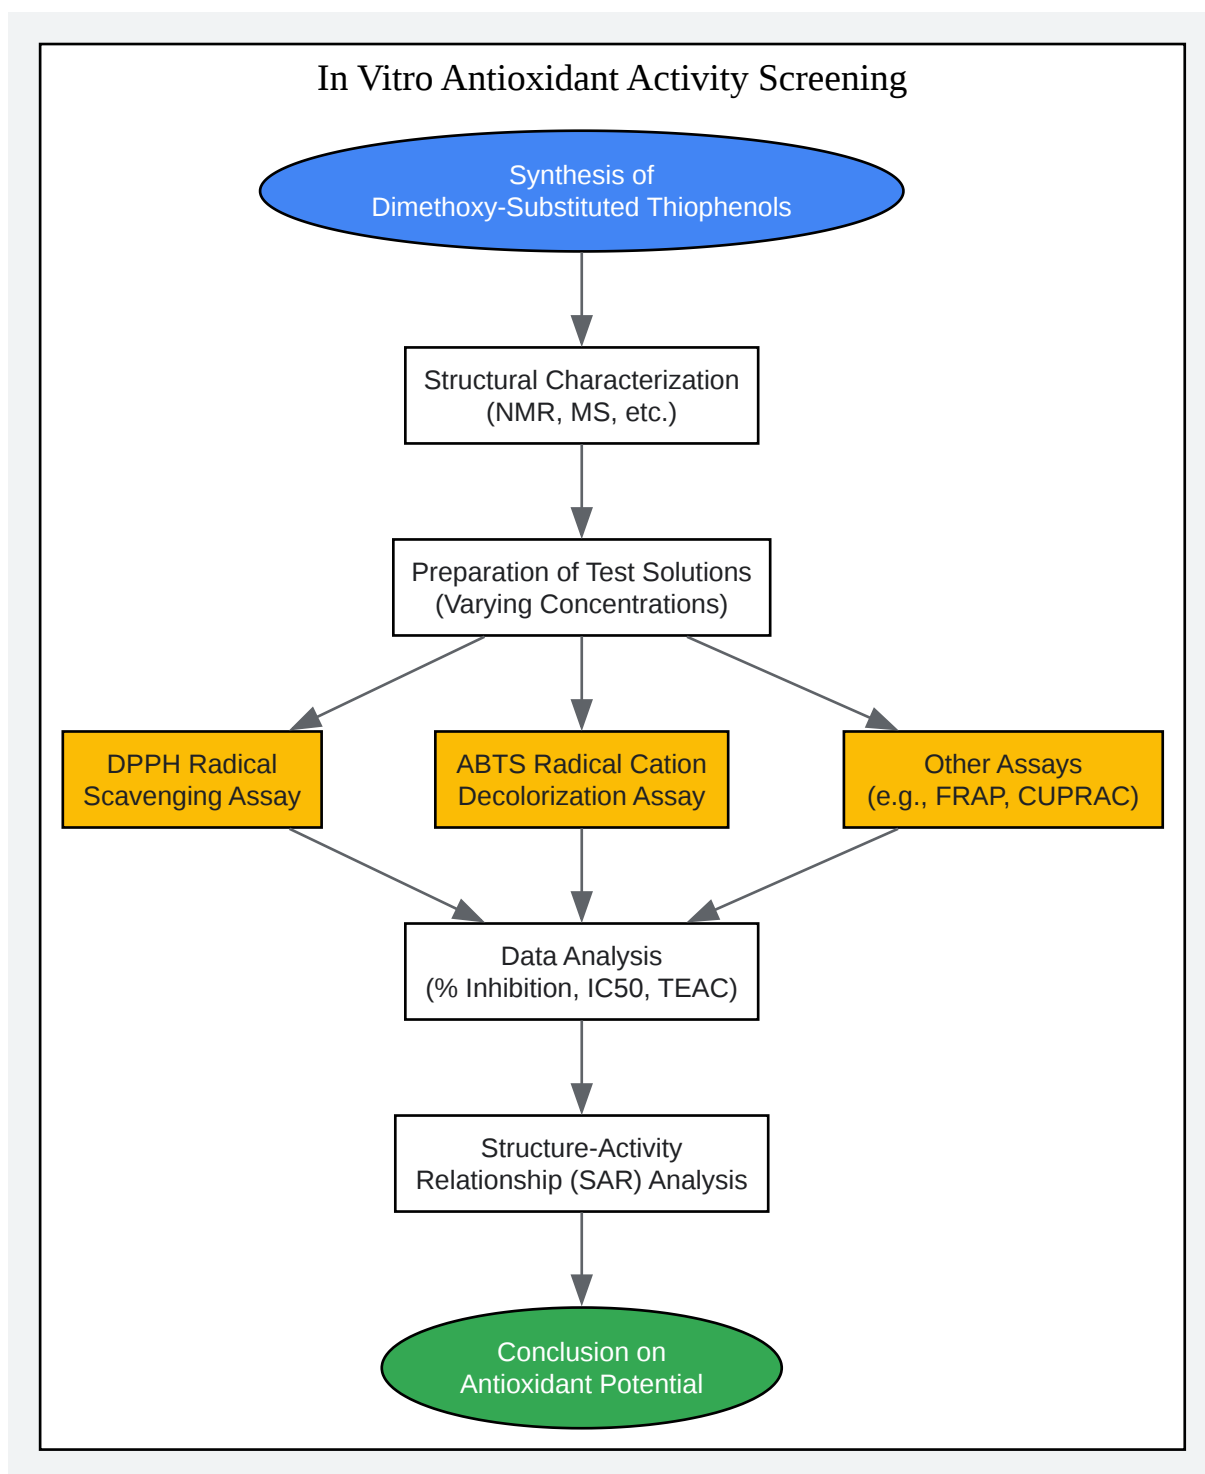 In Vitro Antioxidant Activity Screening
Synthesis of
Dimethoxy-Substituted Thiophenols
Structural Characterization
(NMR, MS, etc.)
Preparation of Test Solutions
(Varying Concentrations)
DPPH Radical
Scavenging Assay
ABTS Radical Cation
Decolorization Assay
Other Assays
(e.g., FRAP, CUPRAC)
Data Analysis
(% Inhibition, IC50, TEAC)
Structure-Activity
Relationship (SAR) Analysis
Conclusion on
Antioxidant Potential